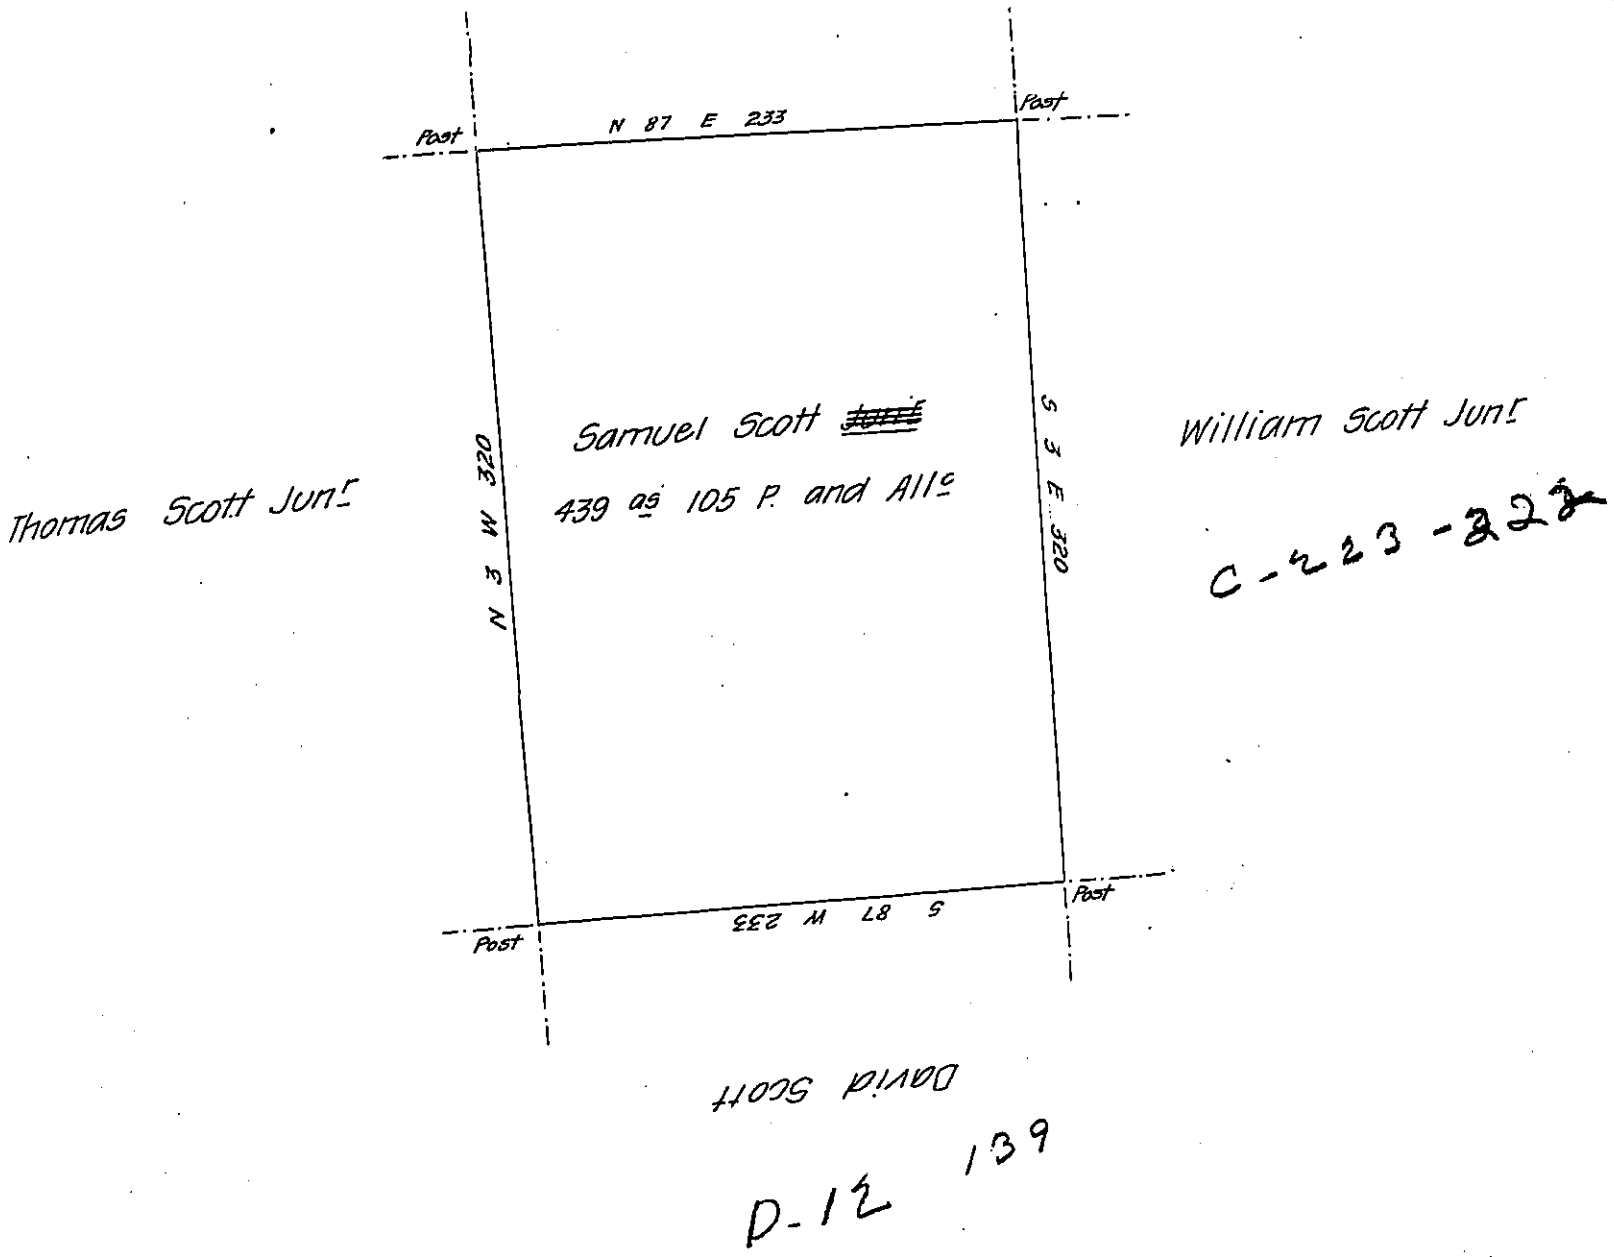 Post
N 87 E 233
Post
N 3 W 320
S 3 E 320
Samuel Scott
439 as 105 P. and Allc
Thomas Scott Junr
William Scott Junr
C-223-222
Post
S 87 W 233
Post
David Scott
139
D-12